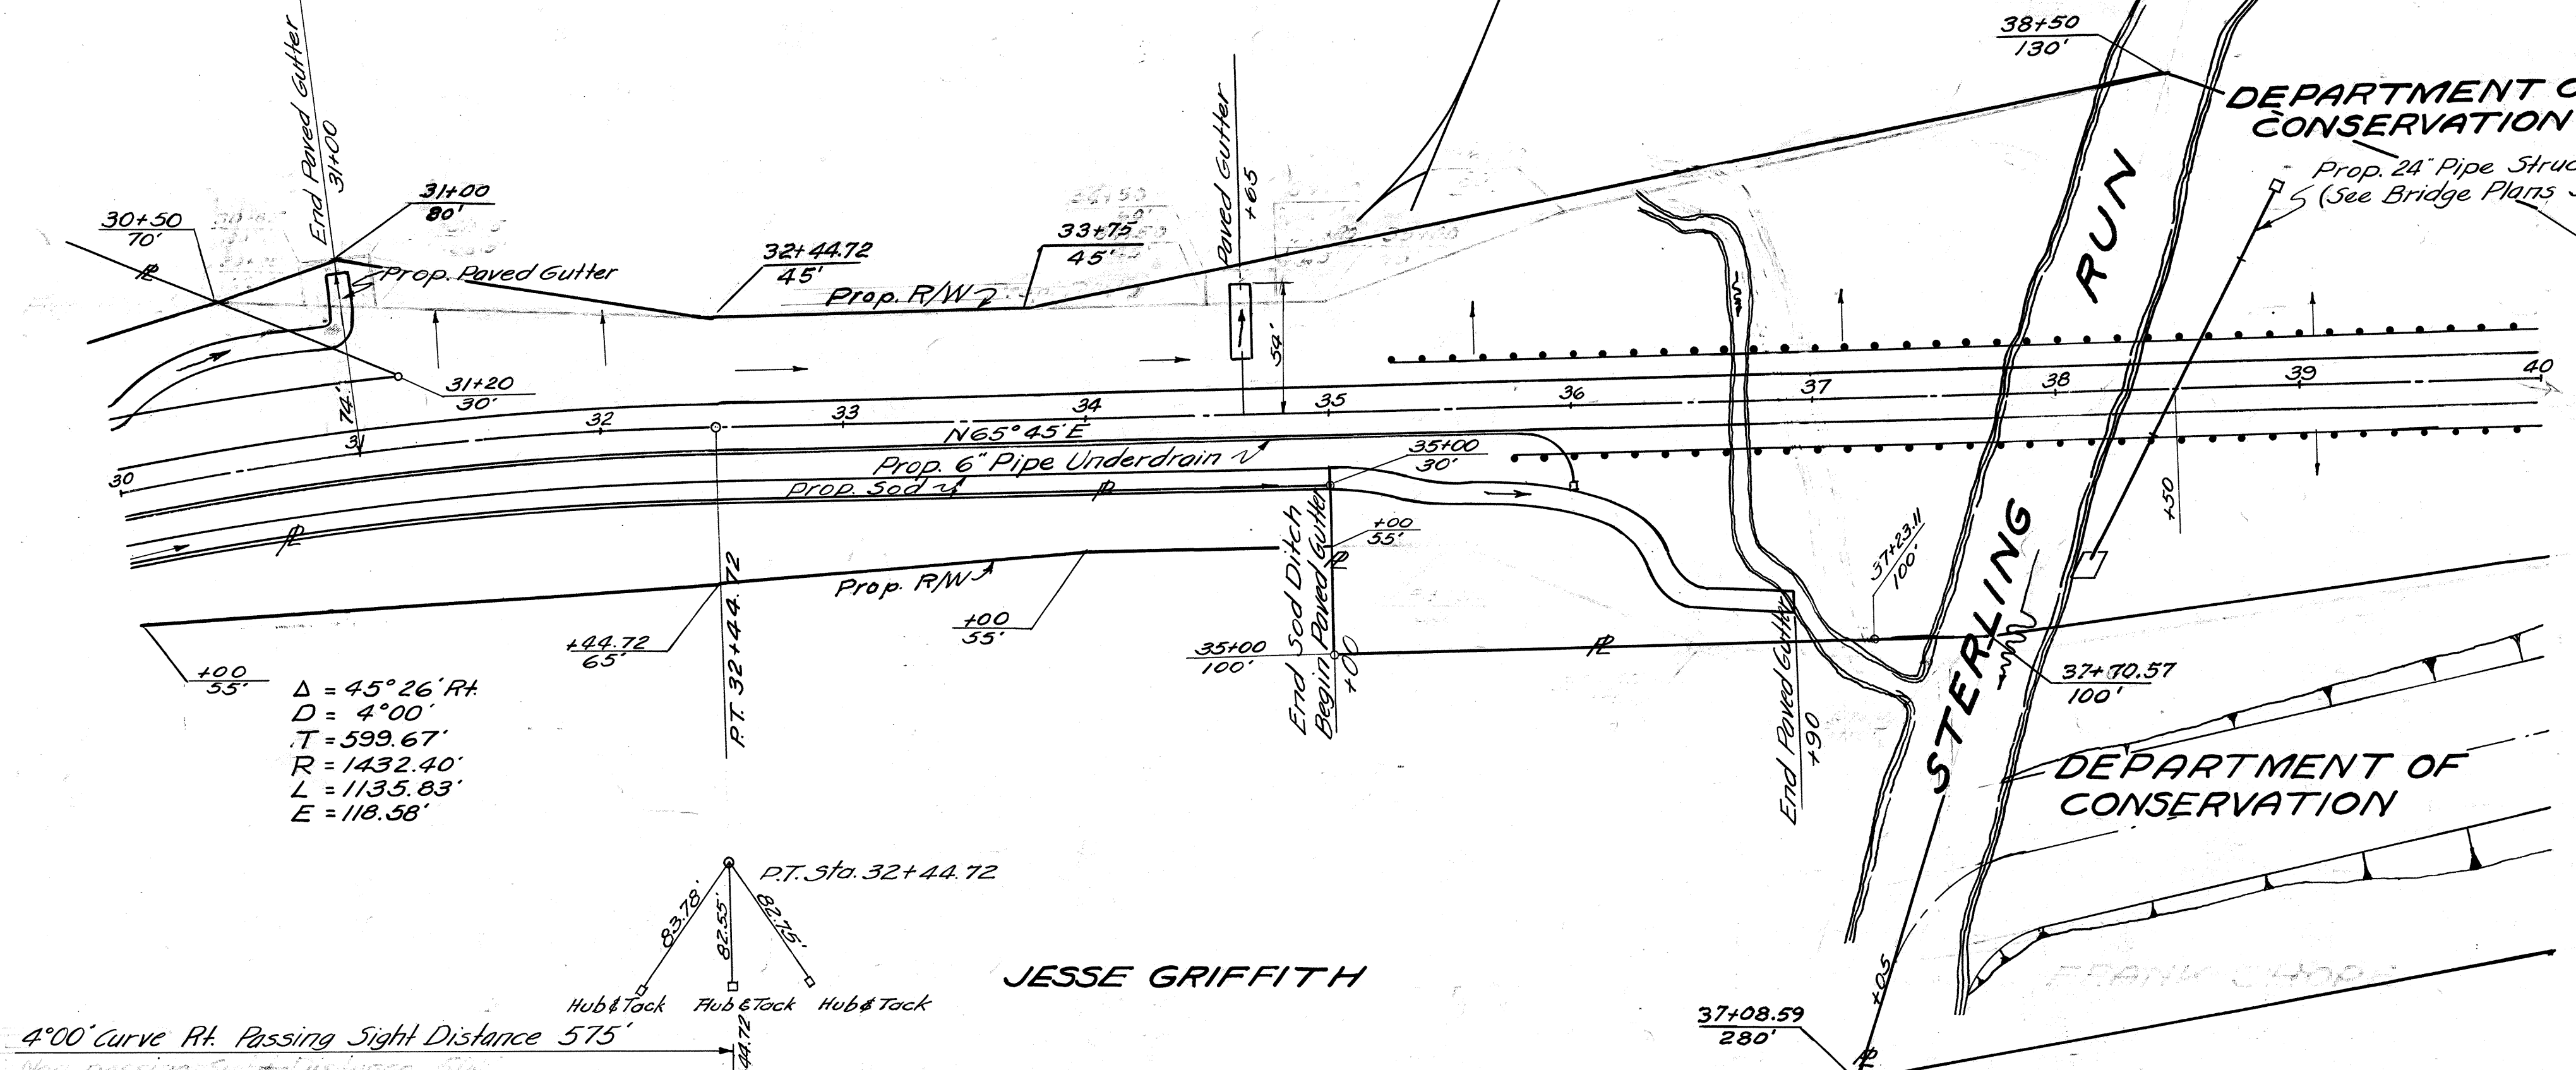 End Paved Gutter
31+00
38+50
130'
DEPARTMENT O
CONSERVATION
Prop. 24" Pipe Struc
(See Bridge Plans
30+50
70'
31+00
80'
Prop. Paved Gutter
32+44.72
45'
Prop. R/W
33+75
45'
Paved Gutter
+65
54'
RUN
31+20
30'
74'
30
31
32
33
34
35
36
37
38
39
40
N65°45'E
Prop. 6" Pipe Underdrain
35+00
30'
Prop. Sod
PL
PL
PL
+00
55'
PL
+50
37+23.11
100'
Prop. R/W
+00
55'
+44.72
65'
+00
55'
P.T. 32+44.72
35+00
100'
End Sod Ditch
Begin Paved Gutter
+00
PL
End Paved Gutter
+90
STERLING
37+70.57
100'
Δ = 45°26' Rt.
D = 4°00'
T = 599.67'
R = 1432.40'
L = 1135.83'
E = 118.58'
DEPARTMENT OF
CONSERVATION
P.T. Sta. 32+44.72
83.78'
82.55'
82.75'
Hub & Tack
Hub & Tack
Hub & Tack
JESSE GRIFFITH
4°00' Curve Rt. Passing Sight Distance 575'
44.72
+05
37+08.59
280'
PL